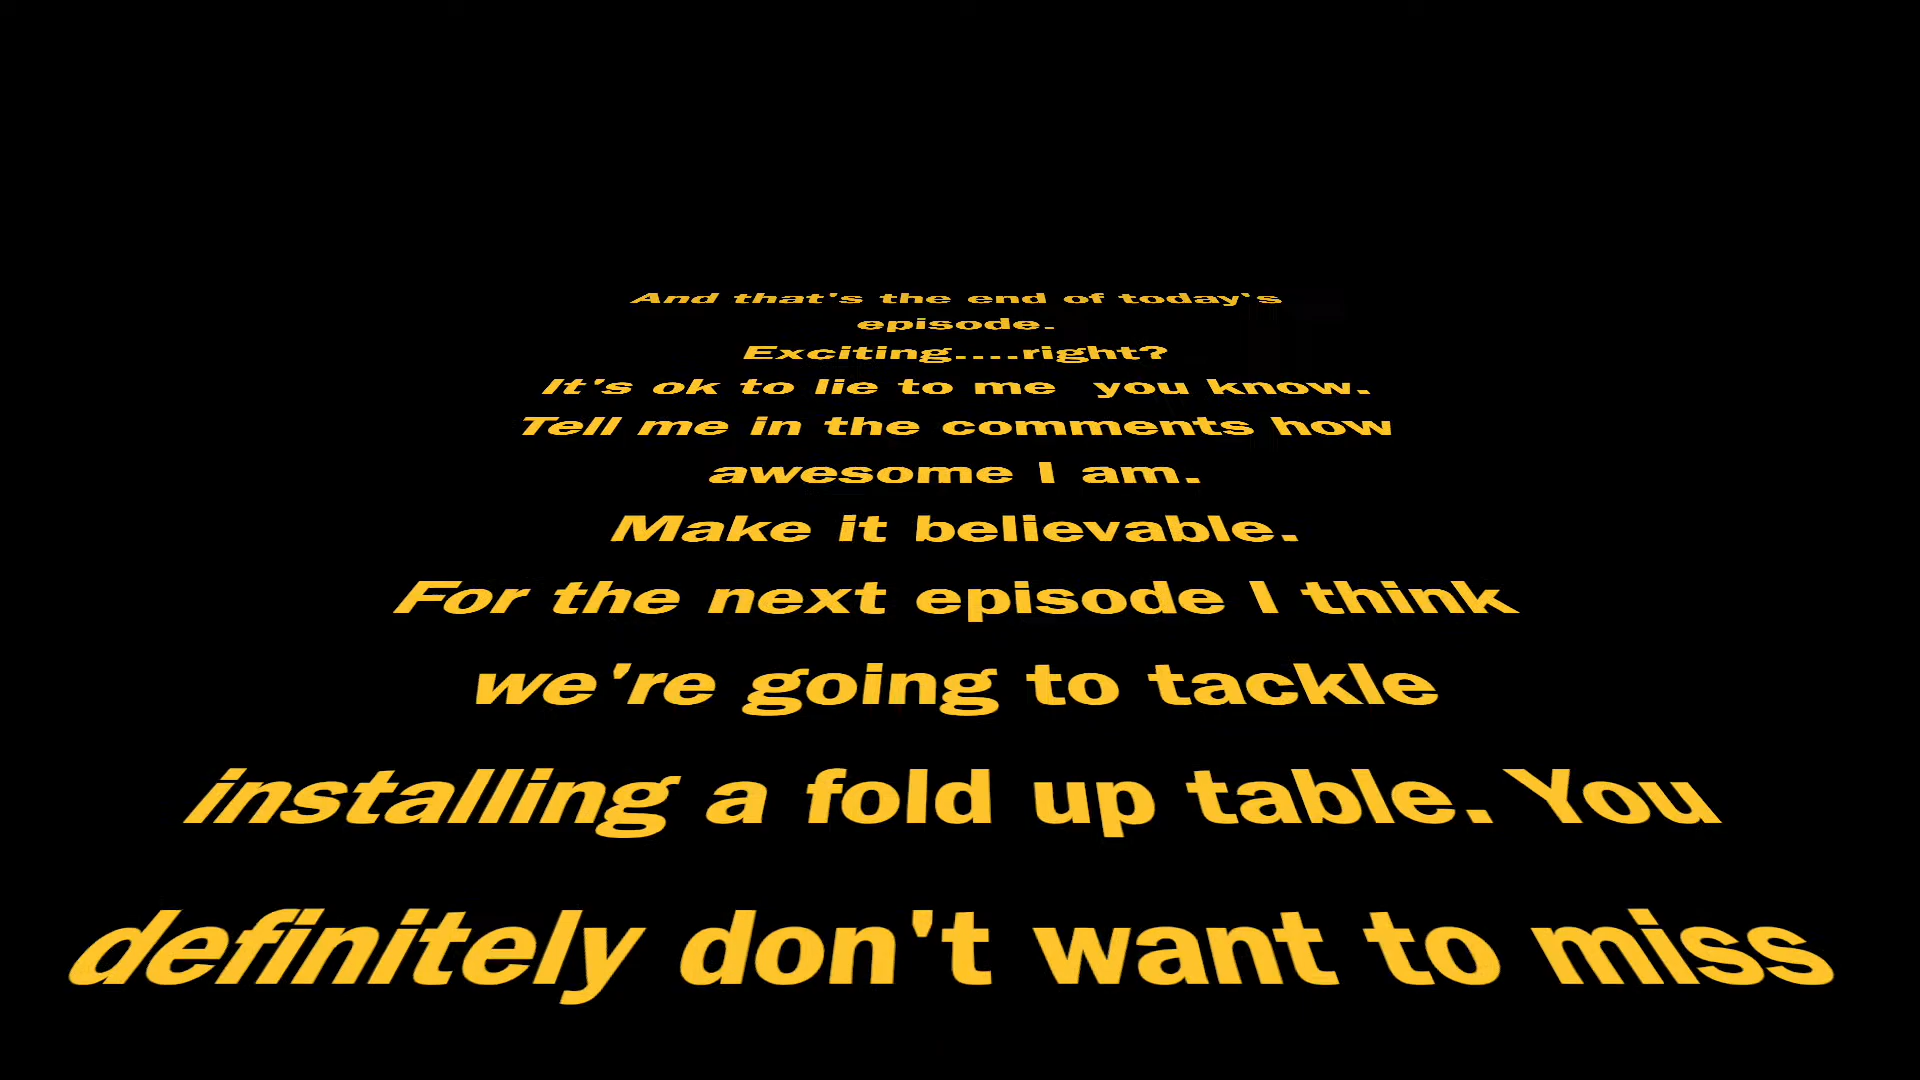 And that's the end of today's
episode.
Exciting....right?
It's ok to lie to me  you know.
Tell me in the comments how
awesome I am.
Make it believable.
For the next episode I think
we're going to tackle
installing a fold up table. You
definitely don't want to miss